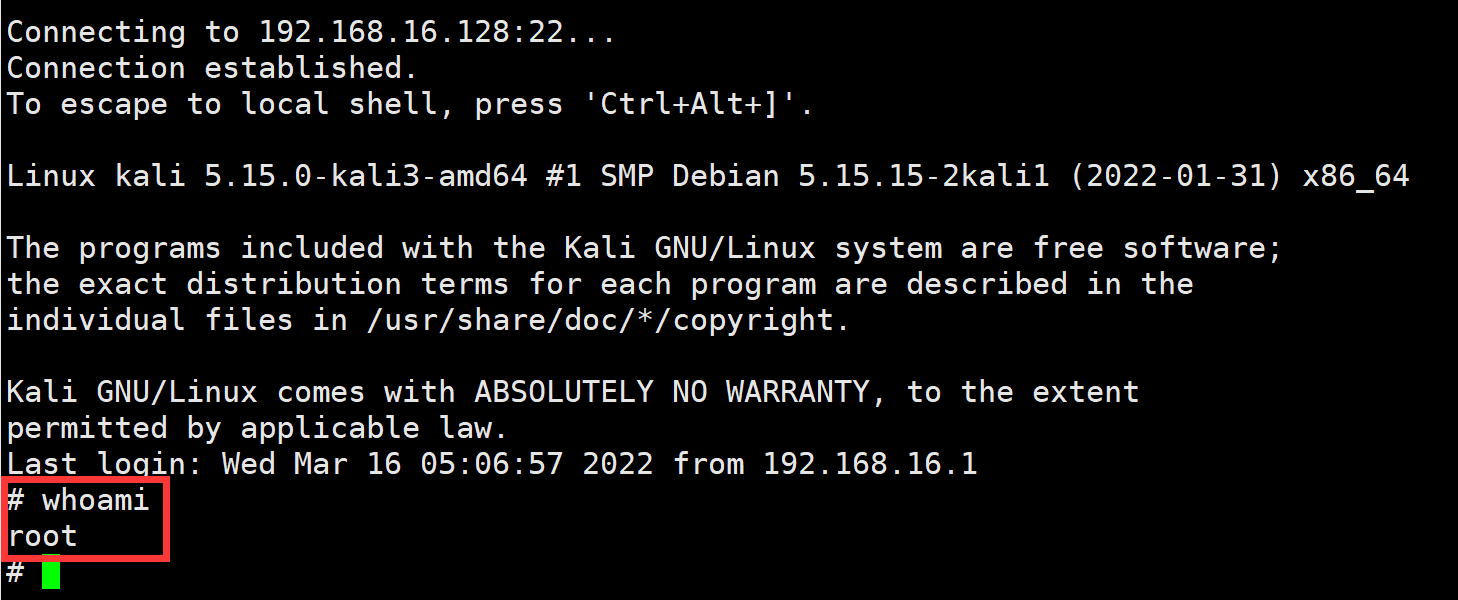 Connecting to 192.168.16.128:22...
Connection established.
To escape to local shell, press 'Ctrl+Alt+]'.
Linux kali 5.15.0-kali3-amd64 #1 SMP Debian 5.15.15-2kali1 (2022-01-31) x86_64
The programs included with the Kali GNU/Linux system are free software;
the exact distribution terms for each program are described in the
individual files in /usr/share/doc/*/copyright.
Kali GNU/Linux comes with ABSOLUTELY NO WARRANTY, to the extent
permitted by applicable law.
Last login: Wed Mar 16 05:06:57 2022 from 192.168.16.1
# whoami
root
#